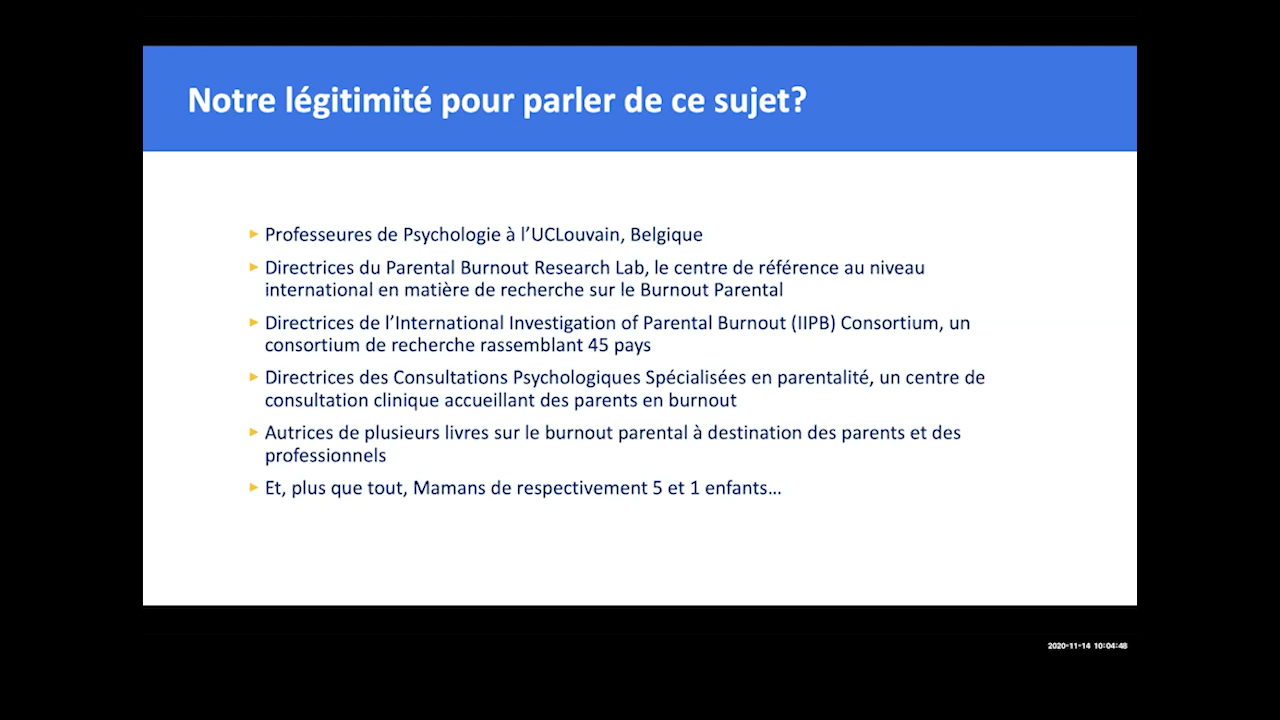 Notre légitimité pour parler de ce sujet?
Professeures de Psychologie à l’UCLouvain, Belgique
Directrices du Parental Burnout Research Lab, le centre de référence au niveau
international en matière de recherche sur le Burnout Parental
Directrices de l’International Investigation of Parental Burnout (IIPB) Consortium, un
consortium de recherche rassemblant 45 pays
Directrices des Consultations Psychologiques Spécialisées en parentalité, un centre de
consultation clinique accueillant des parents en burnout
Autrices de plusieurs livres sur le burnout parental à destination des parents et des
professionnels
Et, plus que tout, Mamans de respectivement 5 et 1 enfants…
2020-11-14 10:04:48